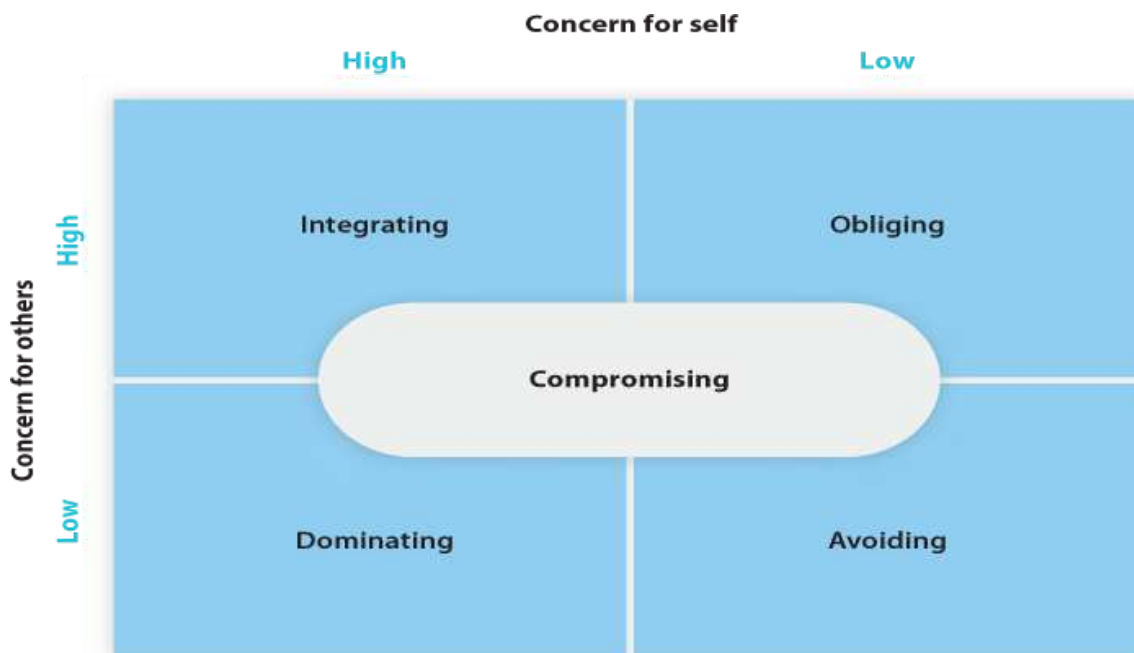 Concern for self
High
Low
Concern for others
High
Low
Integrating
Obliging
Compromising
Dominating
Avoiding